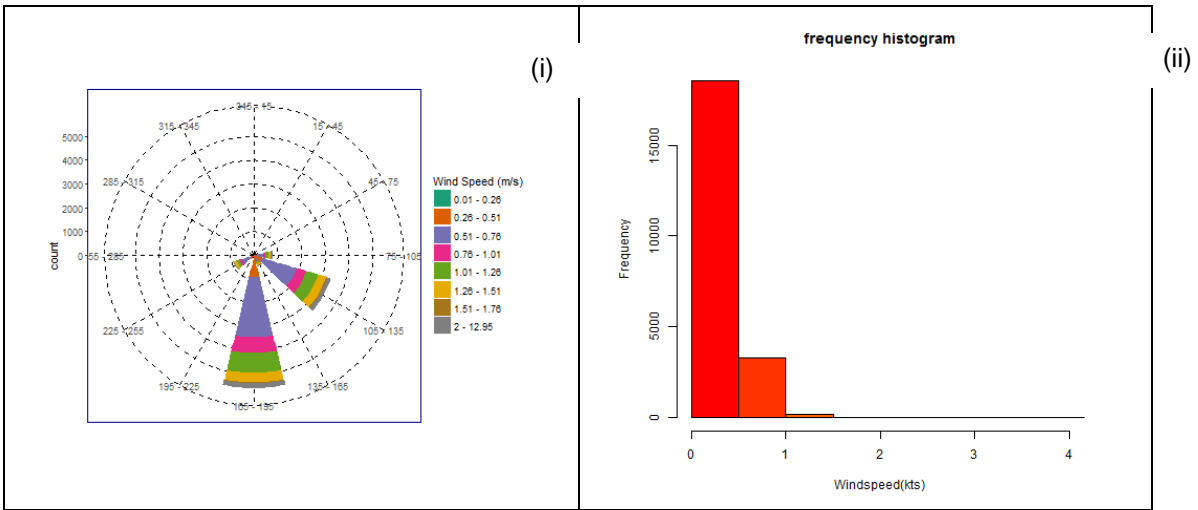 (i)
345 - 15
315 - 345
15 - 45
285 - 315
45 - 75
55 - 285
75 - 105
225 - 255
105 - 135
195 - 225
135 - 165
165 - 195
5000
4000
3000
2000
1000
0
count
Wind Speed (m/s)
0.01 - 0.26
0.26 - 0.51
0.51 - 0.76
0.76 - 1.01
1.01 - 1.26
1.26 - 1.51
1.51 - 1.76
2 - 12.95
(ii)
frequency histogram
Frequency
15000
10000
5000
0
0 1 2 3 4
Windspeed(kts)